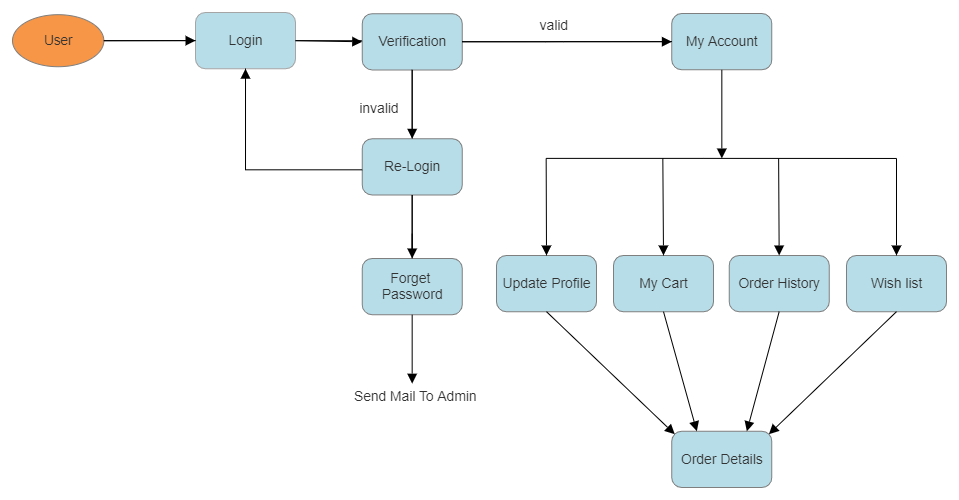 User
Login
Verification
valid
My Account
invalid
Re-Login
Forget
Password
Update Profile
My Cart
Order History
Wish list
Send Mail To Admin
Order Details